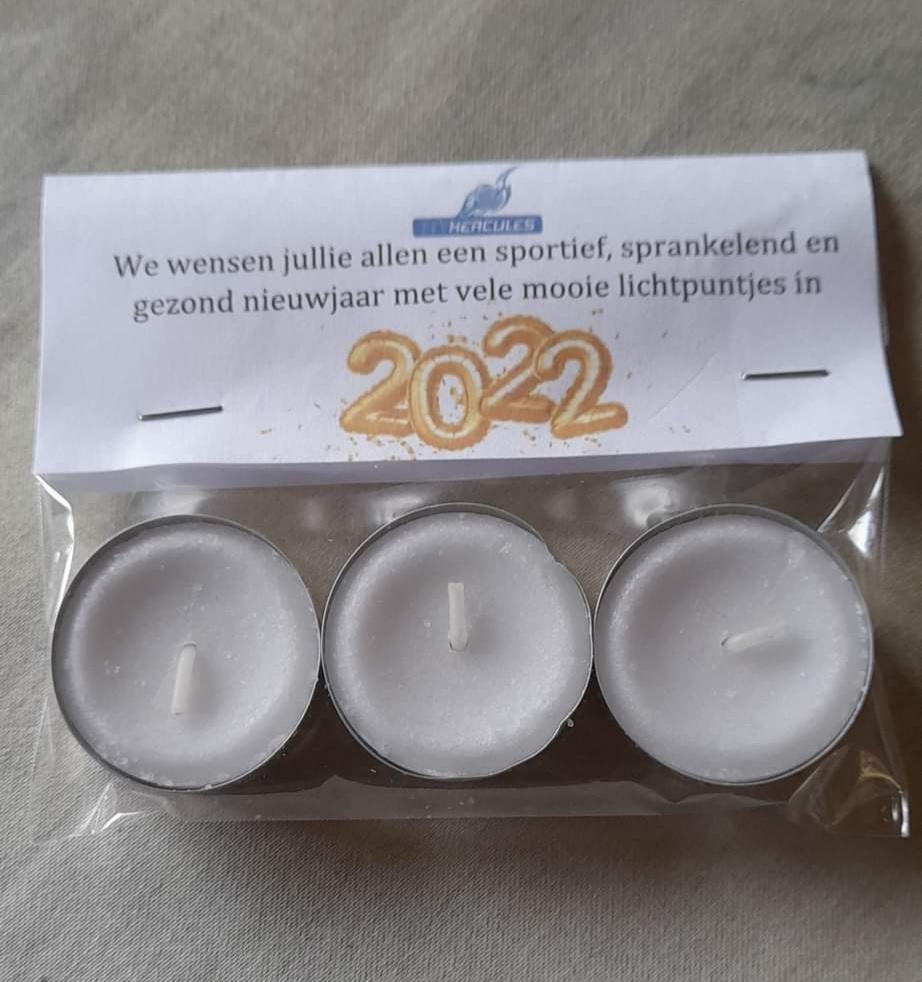 HERCULES
We wensen jullie allen een sportief, sprankelend en
gezond nieuwjaar met vele mooie lichtpuntjes in
2022